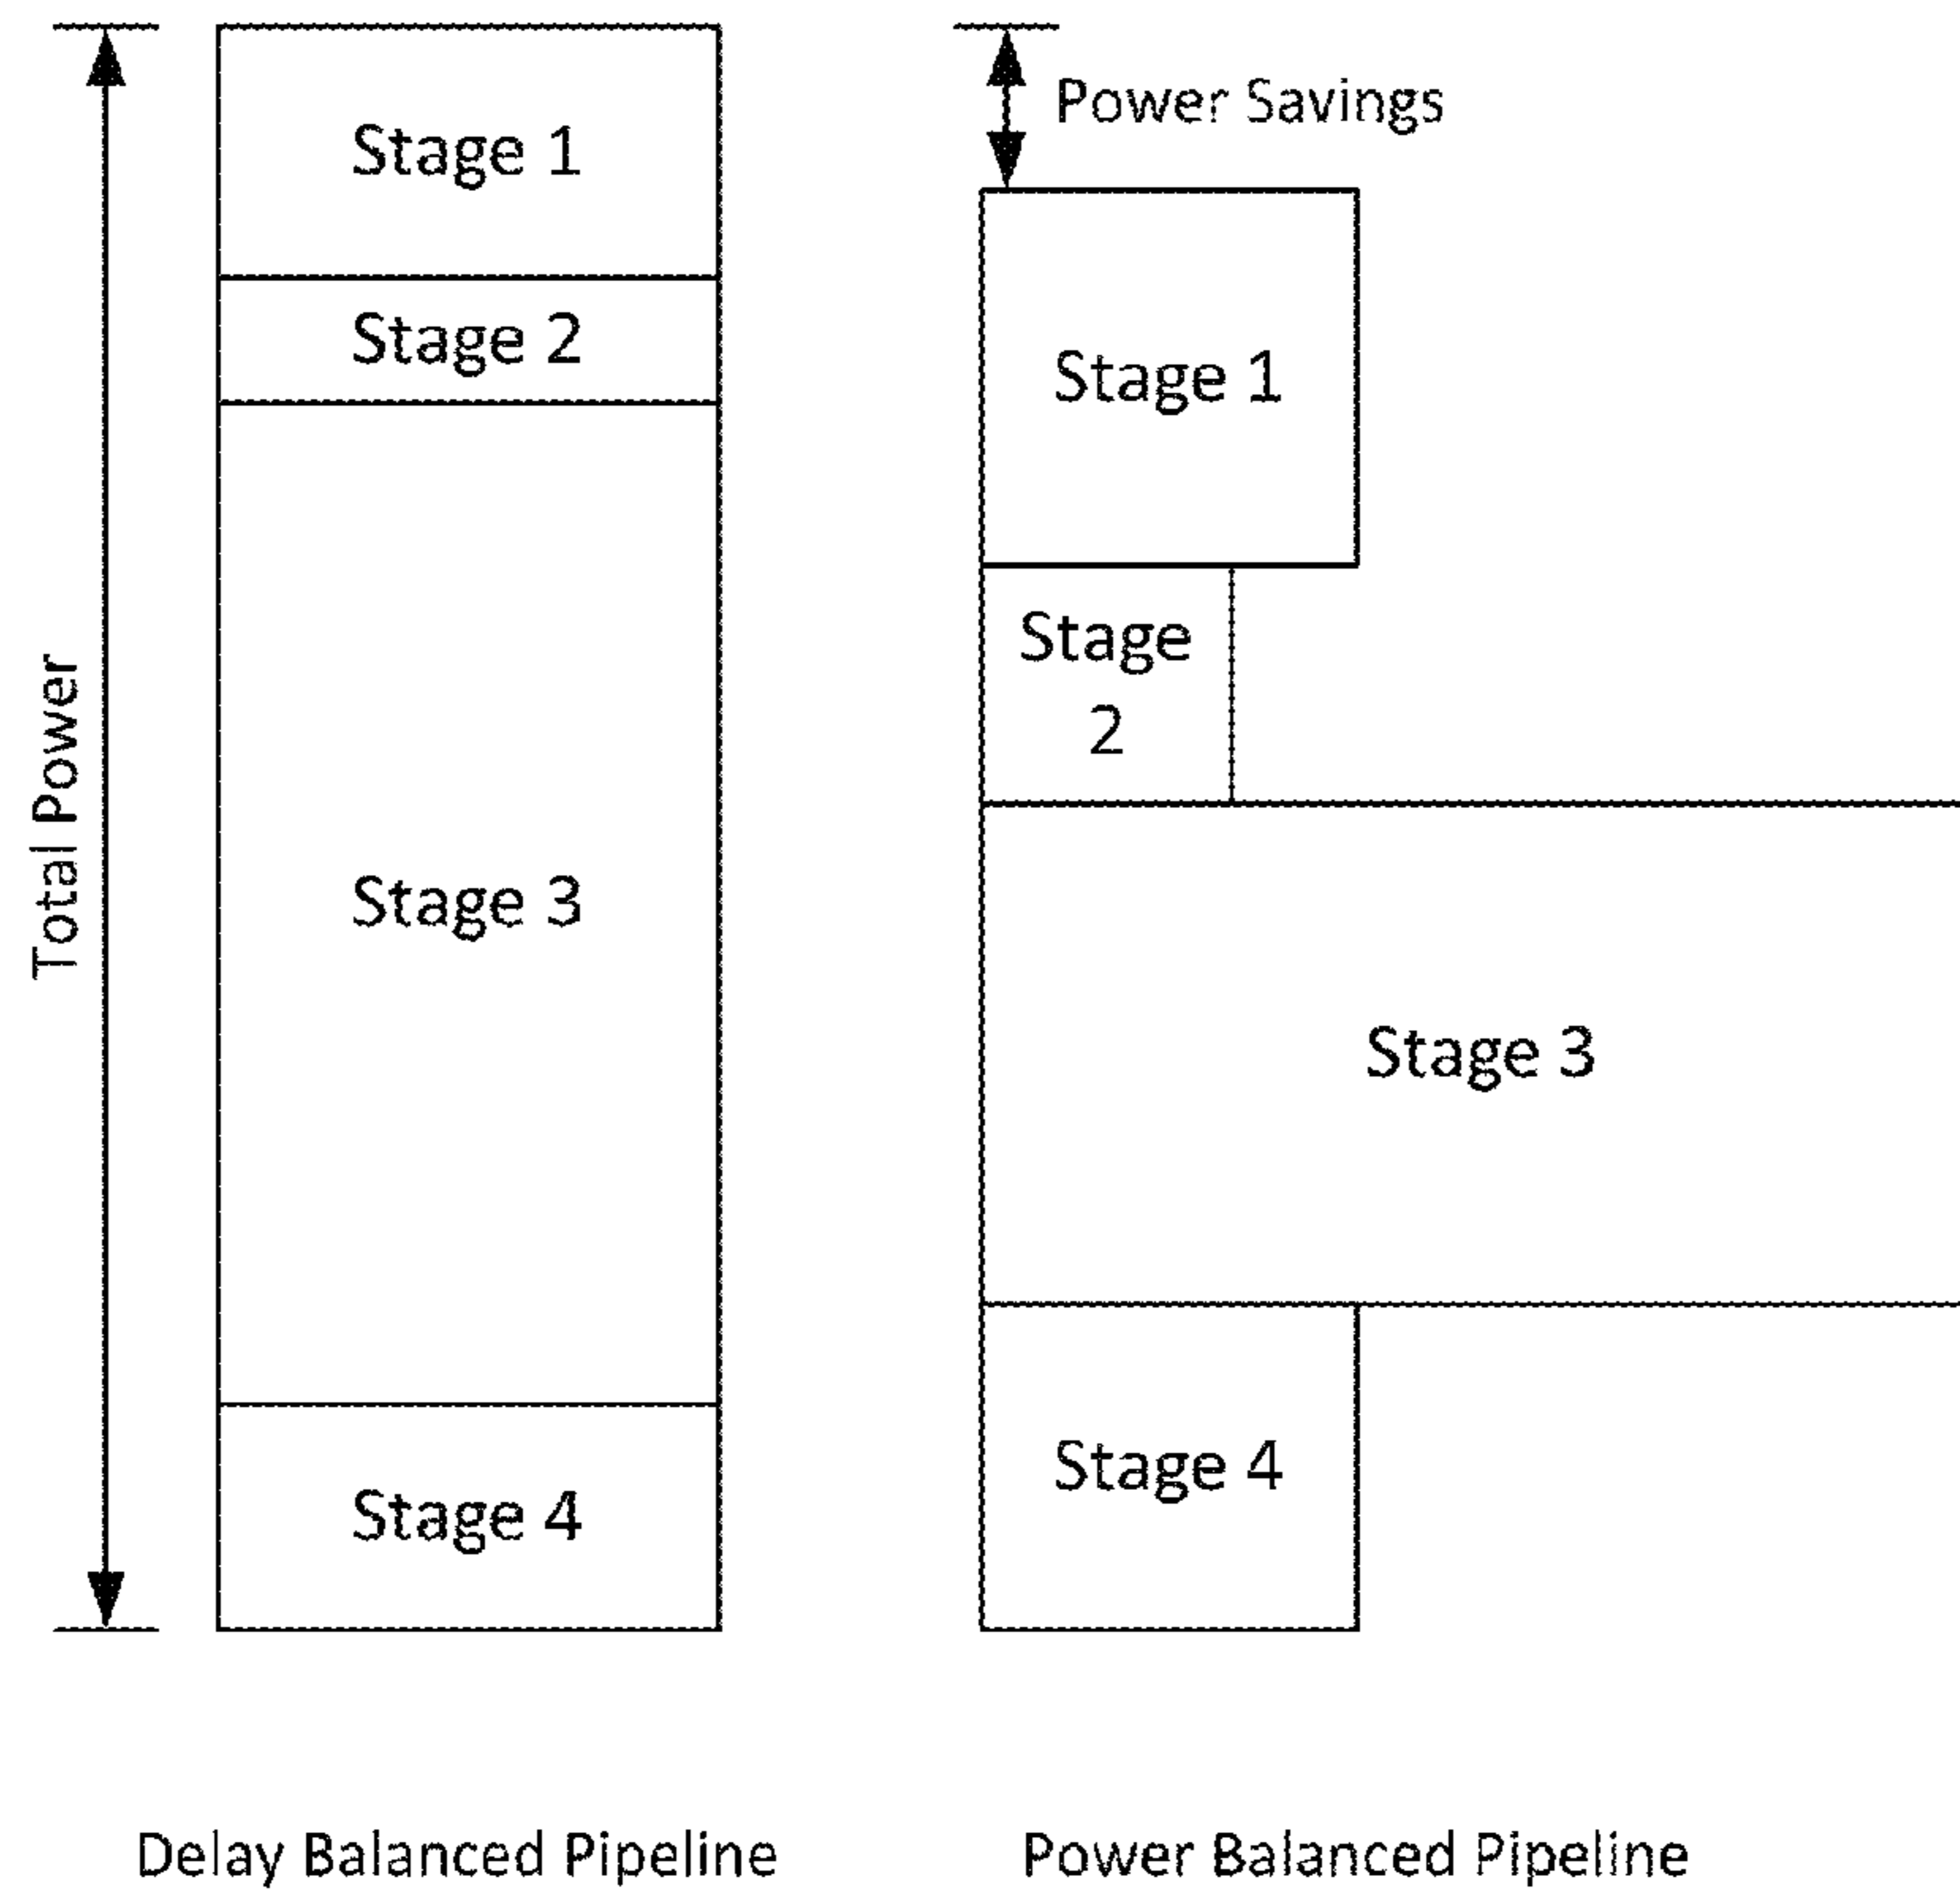 Total Power
Stage 1
Stage 2
Stage 3
Stage 4
Delay Balanced Pipeline
Power Savings
Stage 1
Stage
2
Stage 3
Stage 4
Power Balanced Pipeline